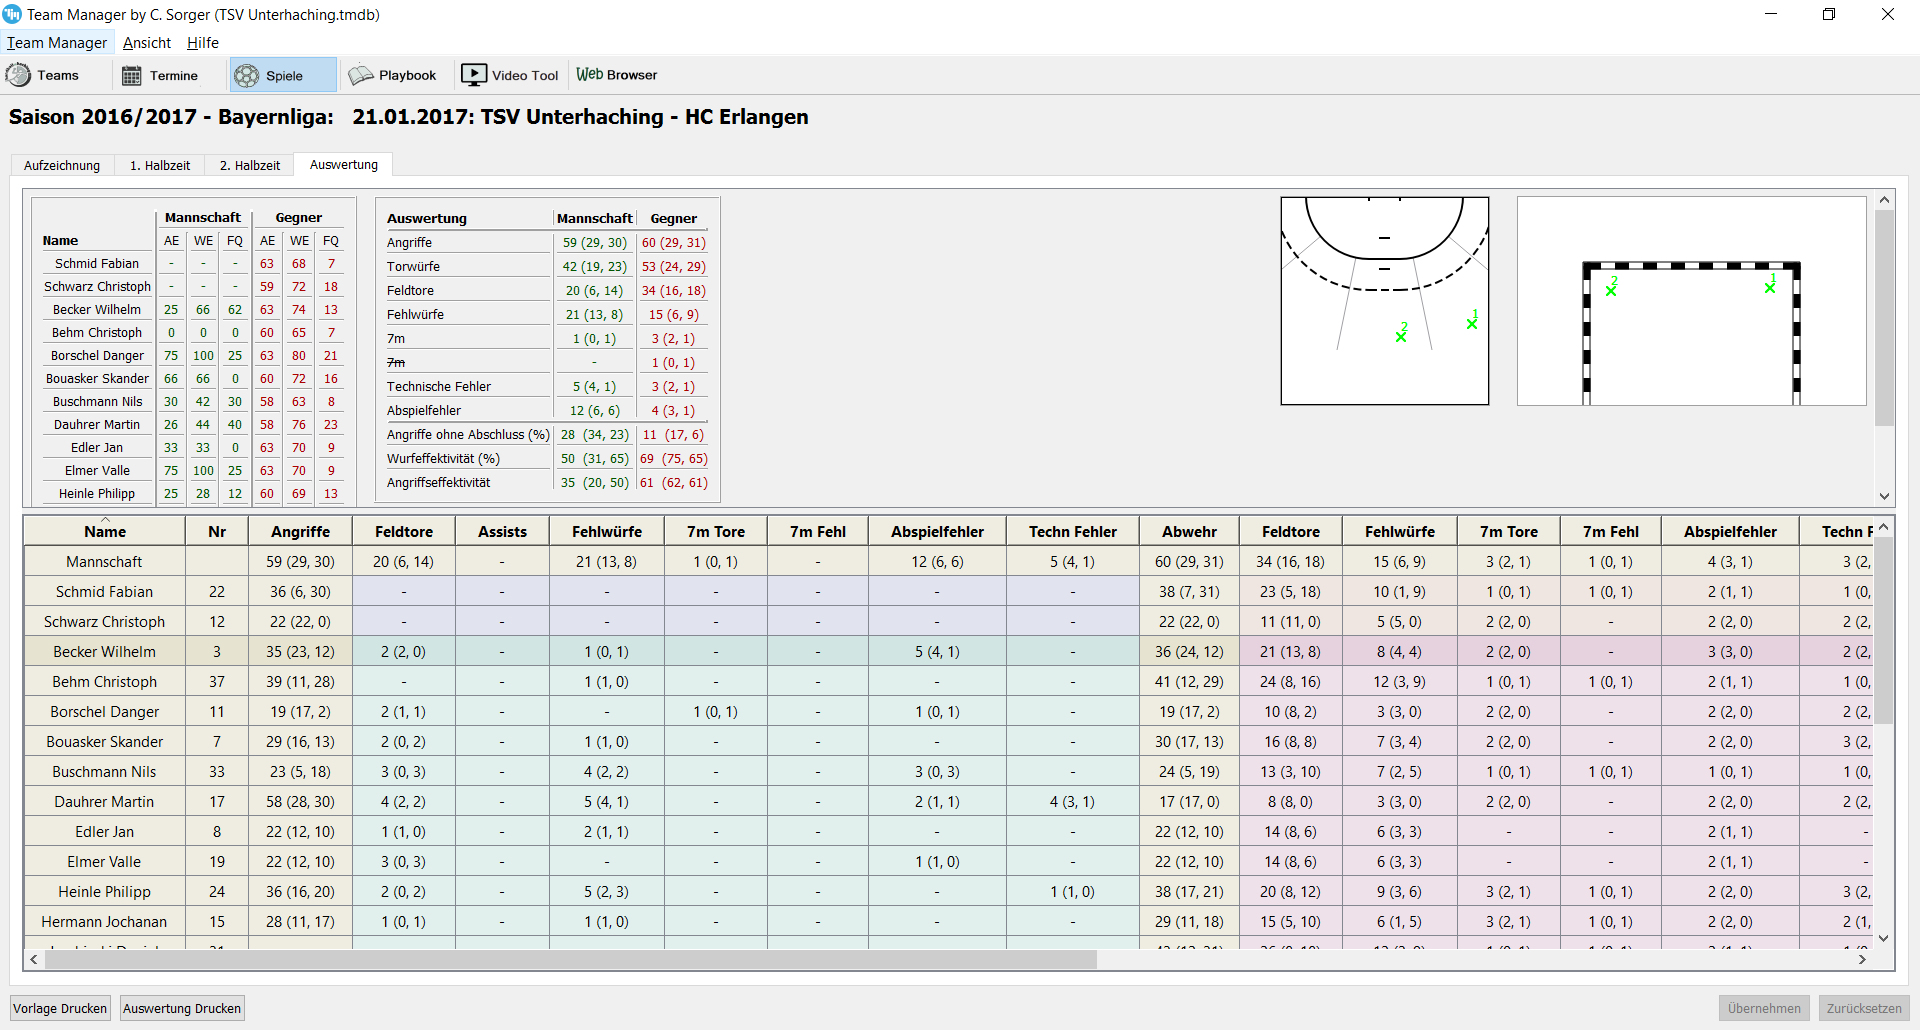 Team Manager by C. Sorger (TSV Unterhaching.tmdb)
Team Manager Ansicht Hilfe
Teams Termine Spiele Playbook Video Tool Web Browser
Saison 2016/2017 - Bayernliga: 21.01.2017: TSV Unterhaching - HC Erlangen
Aufzeichnung 1. Halbzeit 2. Halbzeit Auswertung
Mannschaft Gegner
Name AE WE FQ AE WE FQ
Schmid Fabian - - - 63 68 7
Schwarz Christoph - - - 59 72 18
Becker Wilhelm 25 66 62 63 74 13
Behm Christoph 0 0 0 60 65 7
Borschel Danger 75 100 25 63 80 21
Bouasker Skander 66 66 0 60 72 16
Buschmann Nils 30 42 30 58 63 8
Dauhrer Martin 26 44 40 58 76 23
Edler Jan 33 33 0 63 70 9
Elmer Valle 75 100 25 63 70 9
Heinle Philipp 25 28 12 60 69 13
Auswertung Mannschaft Gegner
Angriffe 59 (29, 30) 60 (29, 31)
Torwürfe 42 (19, 23) 53 (24, 29)
Feldtore 20 (6, 14) 34 (16, 18)
Fehlwürfe 21 (13, 8) 15 (6, 9)
7m 1 (0, 1) 3 (2, 1)
7m - 1 (0, 1)
Technische Fehler 5 (4, 1) 3 (2, 1)
Abspielfehler 12 (6, 6) 4 (3, 1)
Angriffe ohne Abschluss (%) 28 (34, 23) 11 (17, 6)
Wurfeffektivität (%) 50 (31, 65) 69 (75, 65)
Angriffseffektivität 35 (20, 50) 61 (62, 61)
1
2
2
1
Name Nr Angriffe Feldtore Assists Fehlwürfe 7m Tore 7m Fehl Abspielfehler Techn Fehler Abwehr Feldtore Fehlwürfe 7m Tore 7m Fehl Abspielfehler Techn F
Mannschaft 59 (29, 30) 20 (6, 14) - 21 (13, 8) 1 (0, 1) - 12 (6, 6) 5 (4, 1) 60 (29, 31) 34 (16, 18) 15 (6, 9) 3 (2, 1) 1 (0, 1) 4 (3, 1) 3 (2,
Schmid Fabian 22 36 (6, 30) - - - - - - - 38 (7, 31) 23 (5, 18) 10 (1, 9) 1 (0, 1) 1 (0, 1) 2 (1, 1) 1 (0,
Schwarz Christoph 12 22 (22, 0) - - - - - - - 22 (22, 0) 11 (11, 0) 5 (5, 0) 2 (2, 0) - 2 (2, 0) 2 (2,
Becker Wilhelm 3 35 (23, 12) 2 (2, 0) - 1 (0, 1) - - 5 (4, 1) - 36 (24, 12) 21 (13, 8) 8 (4, 4) 2 (2, 0) - 3 (3, 0) 2 (2,
Behm Christoph 37 39 (11, 28) - - 1 (1, 0) - - - - 41 (12, 29) 24 (8, 16) 12 (3, 9) 1 (0, 1) 1 (0, 1) 2 (1, 1) 1 (0,
Borschel Danger 11 19 (17, 2) 2 (1, 1) - - 1 (0, 1) - 1 (0, 1) - 19 (17, 2) 10 (8, 2) 3 (3, 0) 2 (2, 0) - 2 (2, 0) 2 (2,
Bouasker Skander 7 29 (16, 13) 2 (0, 2) - 1 (1, 0) - - - - 30 (17, 13) 16 (8, 8) 7 (3, 4) 2 (2, 0) - 2 (2, 0) 3 (2,
Buschmann Nils 33 23 (5, 18) 3 (0, 3) - 4 (2, 2) - - 3 (0, 3) - 24 (5, 19) 13 (3, 10) 7 (2, 5) 1 (0, 1) 1 (0, 1) 1 (0, 1) 1 (0,
Dauhrer Martin 17 58 (28, 30) 4 (2, 2) - 5 (4, 1) - - 2 (1, 1) 4 (3, 1) 17 (17, 0) 8 (8, 0) 3 (3, 0) 2 (2, 0) - 2 (2, 0) 2 (2,
Edler Jan 8 22 (12, 10) 1 (1, 0) - 2 (1, 1) - - - - 22 (12, 10) 14 (8, 6) 6 (3, 3) - - 2 (1, 1) -
Elmer Valle 19 22 (12, 10) 3 (0, 3) - - - - 1 (1, 0) - 22 (12, 10) 14 (8, 6) 6 (3, 3) - - 2 (1, 1) -
Heinle Philipp 24 36 (16, 20) 2 (0, 2) - 5 (2, 3) - - - 1 (1, 0) 38 (17, 21) 20 (8, 12) 9 (3, 6) 3 (2, 1) 1 (0, 1) 2 (2, 0) 3 (2,
Hermann Jochanan 15 28 (11, 17) 1 (0, 1) - 1 (1, 0) - - - - 29 (11, 18) 15 (5, 10) 6 (1, 5) 3 (2, 1) 1 (0, 1) 2 (2, 0) 2 (1,
Vorlage Drucken Auswertung Drucken Übernehmen Zurücksetzen